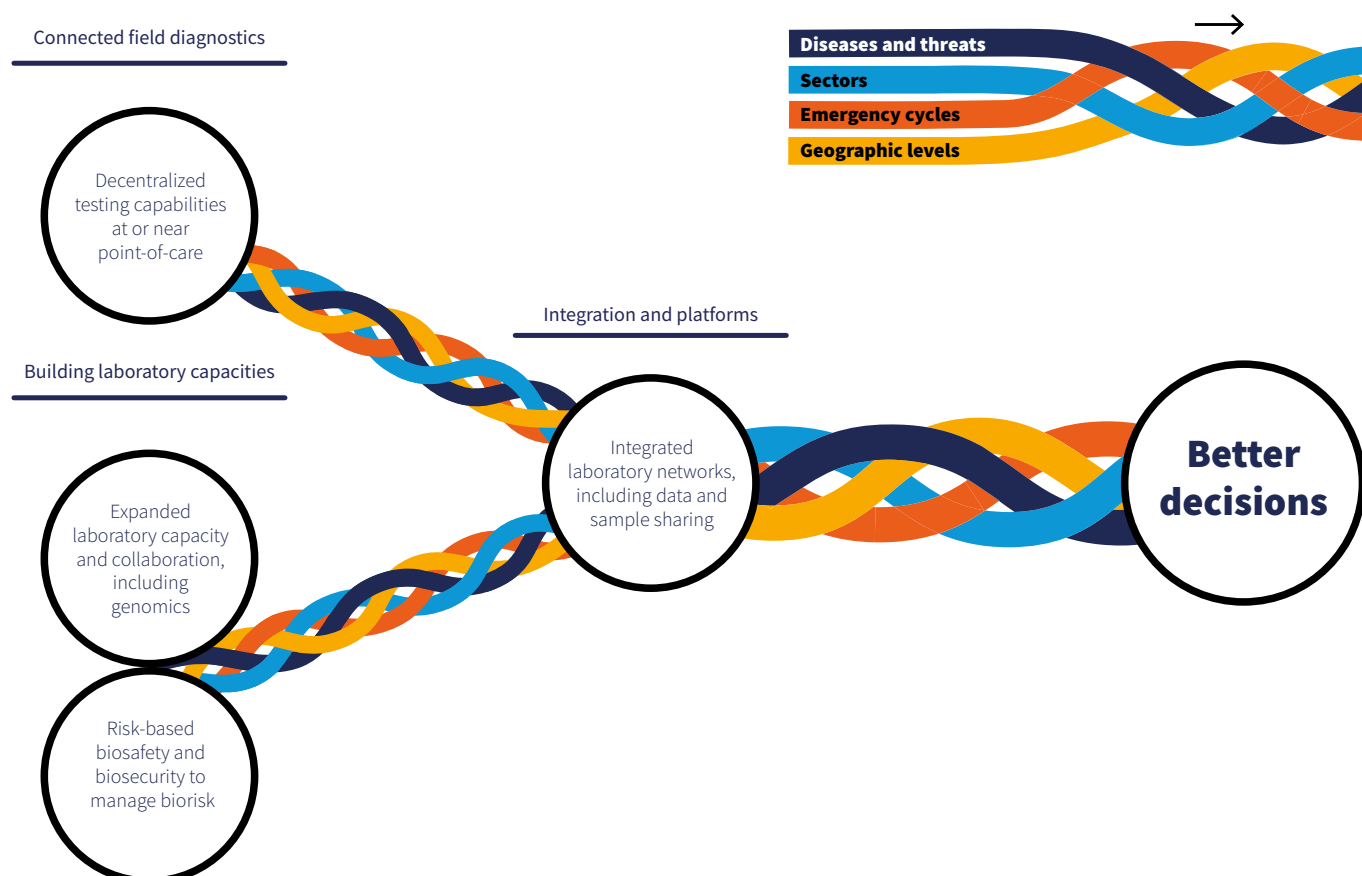 Connected field diagnostics
Decentralized
testing capabilities
at or near
point-of-care
Building laboratory capacities
Expanded
laboratory capacity
and collaboration,
including
genomics
Risk-based
biosafety and
biosecurity to
manage biorisk
Integration and platforms
Integrated
laboratory networks,
including data and
sample sharing
Diseases and threats
Sectors
Emergency cycles
Geographic levels
Better
decisions